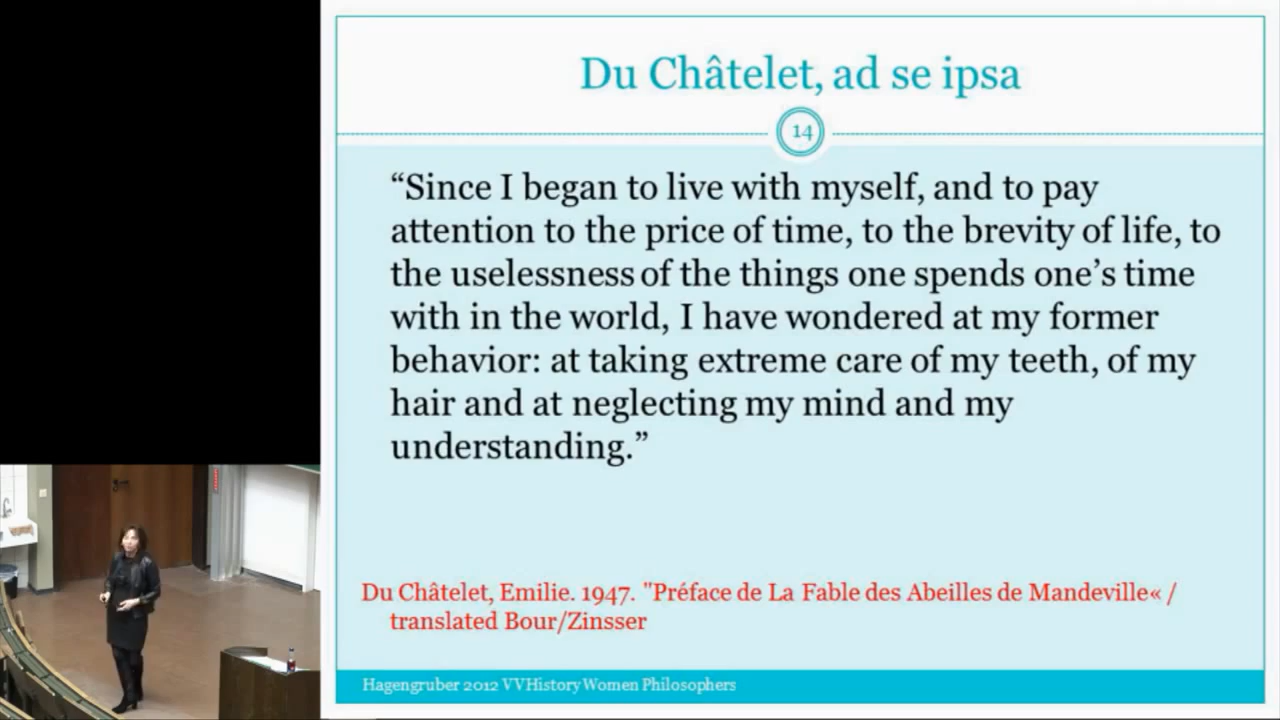 Du Châtelet, ad se ipsa
14
“Since I began to live with myself, and to pay
attention to the price of time, to the brevity of life, to
the uselessness of the things one spends one’s time
with in the world, I have wondered at my former
behavior: at taking extreme care of my teeth, of my
hair and at neglecting my mind and my
understanding.”
Du Châtelet, Emilie. 1947. "Préface de La Fable des Abeilles de Mandeville« /
translated Bour/Zinsser
Hagengruber 2012 VVHistory Women Philosophers